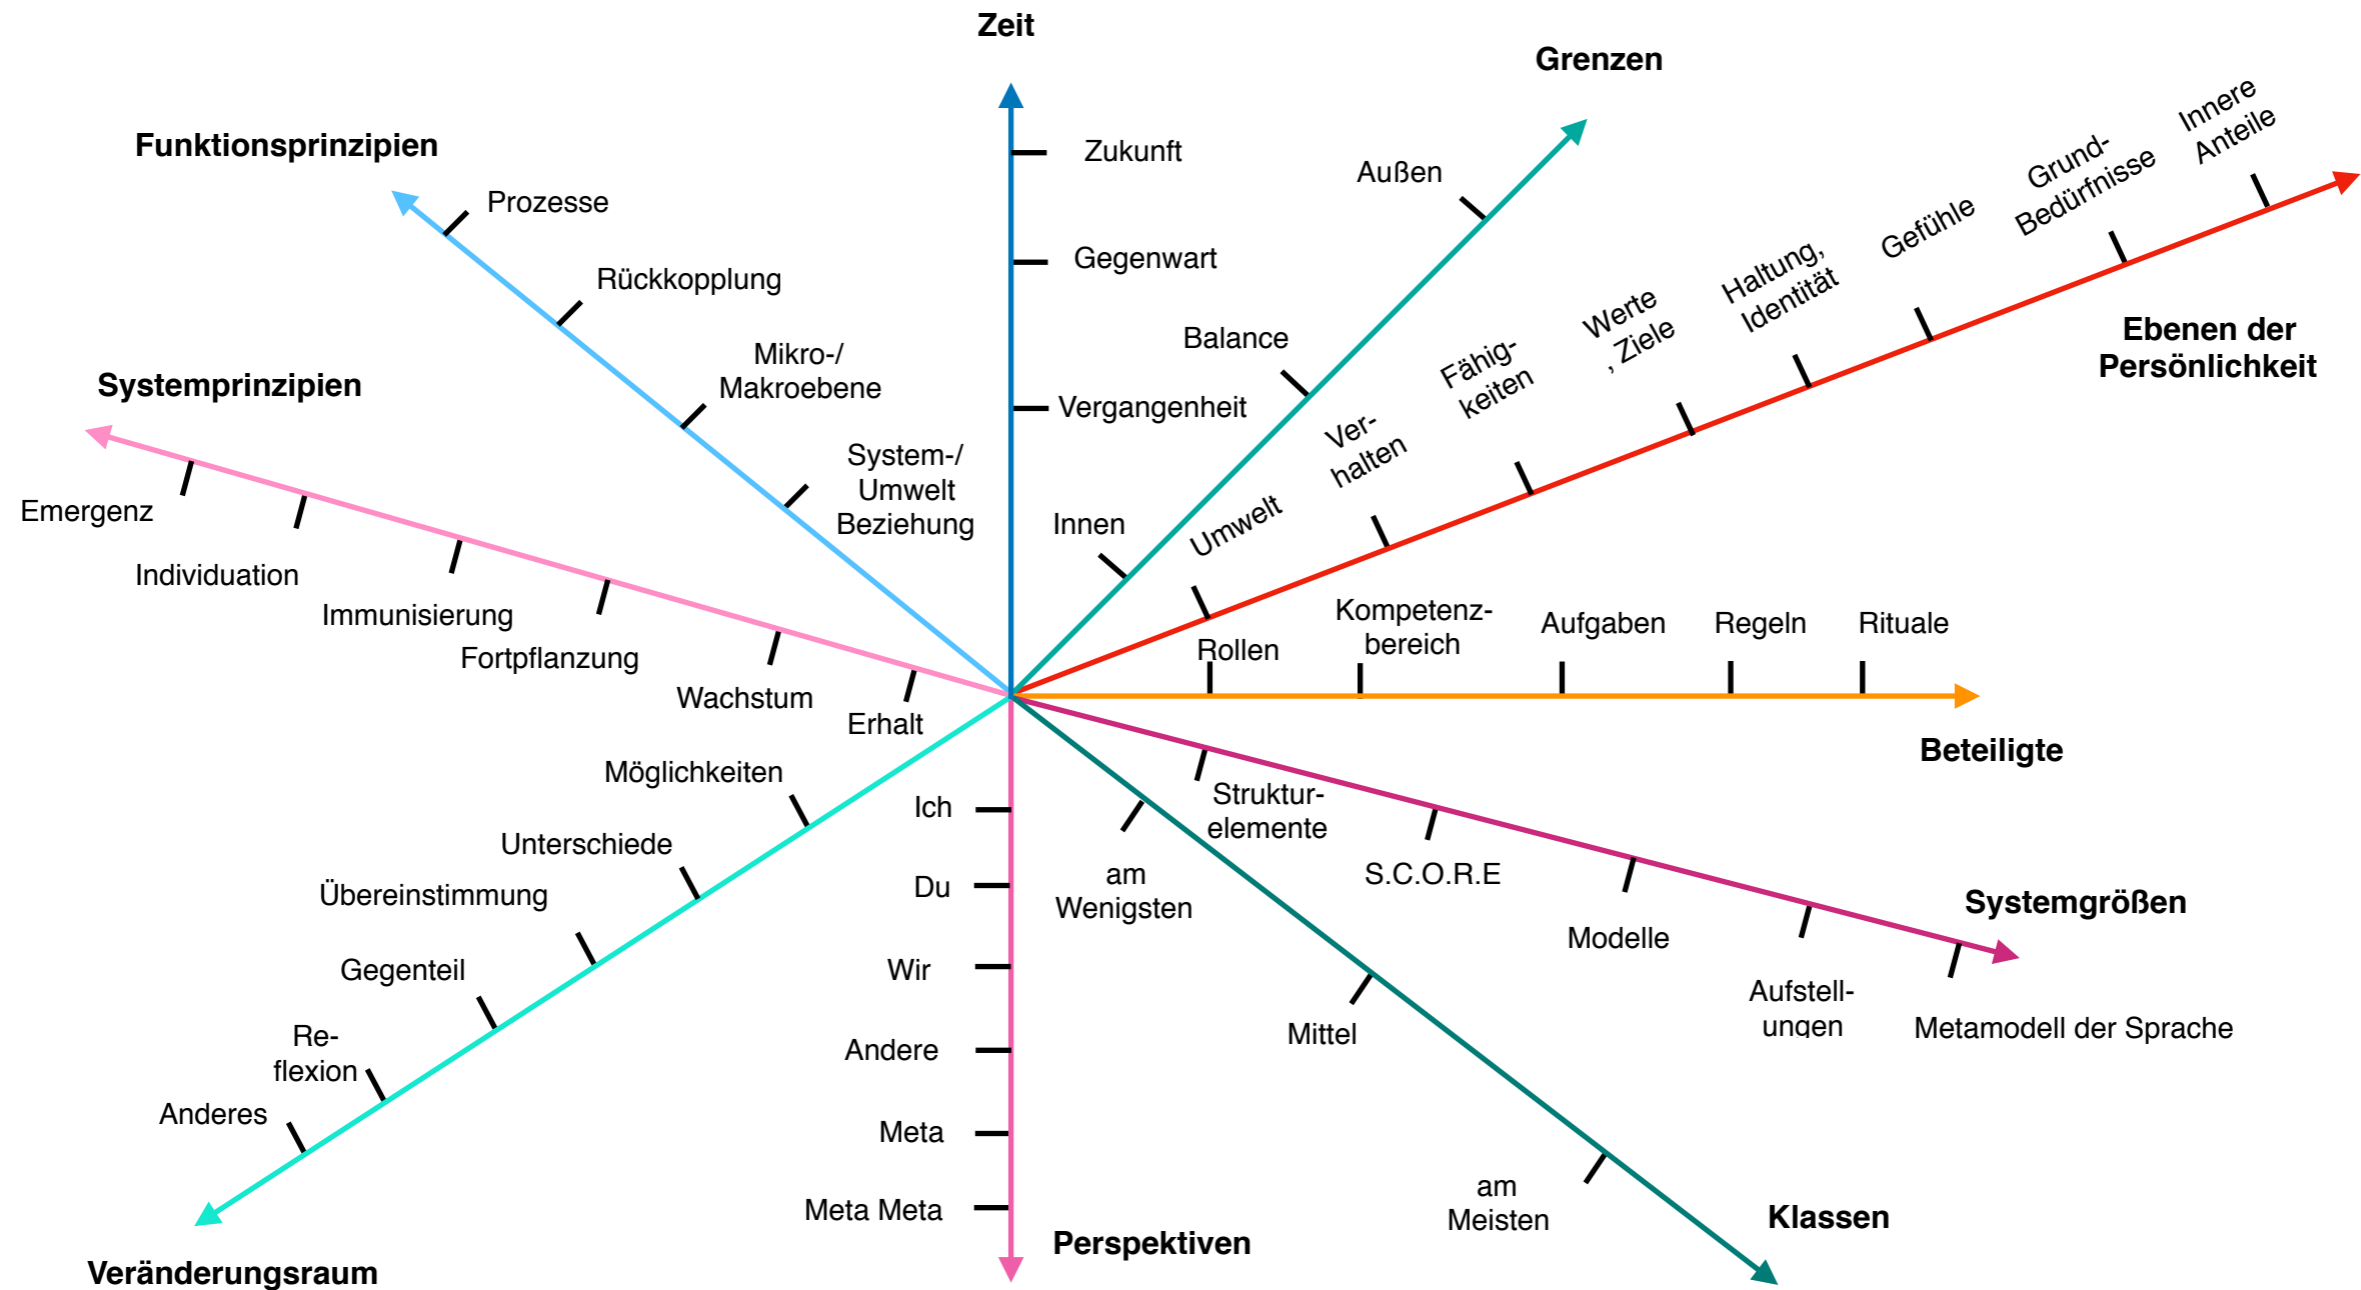 Zeit
Zukunft
Gegenwart
Vergangenheit
Grenzen
Außen
Balance
Innen
Innere
Anteile
Grund-
Bedürfnisse
Gefühle
Haltung,
Identität
Werte
, Ziele
Fähig-
keiten
Ver-
halten
Umwelt
Ebenen der
Persönlichkeit
Rollen
Kompetenz-
bereich
Aufgaben
Regeln
Rituale
Beteiligte
Struktur-
elemente
S.C.O.R.E
Modelle
Aufstell-
ungen
Metamodell der Sprache
Systemgrößen
am
Wenigsten
Mittel
am
Meisten
Klassen
Ich
Du
Wir
Andere
Meta
Meta Meta
Perspektiven
Möglichkeiten
Unterschiede
Übereinstimmung
Gegenteil
Re-
flexion
Anderes
Veränderungsraum
Systemprinzipien
Emergenz
Individuation
Immunisierung
Fortpflanzung
Wachstum
Erhalt
Funktionsprinzipien
Prozesse
Rückkopplung
Mikro-/
Makroebene
System-/
Umwelt
Beziehung